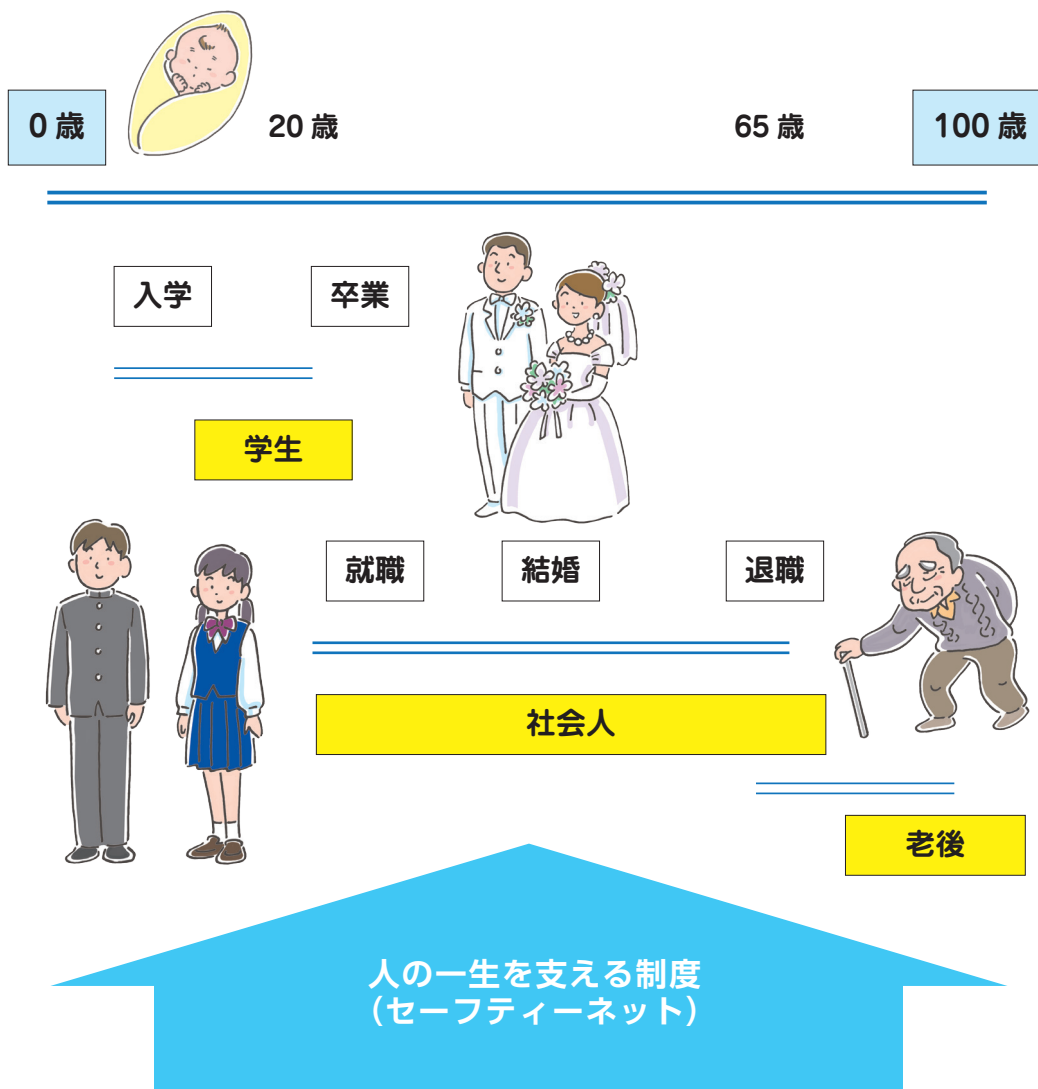 0歳
20歳
65歳
100歳
入学
卒業
学生
就職
結婚
退職
社会人
老後
人の一生を支える制度
（セーフティーネット）